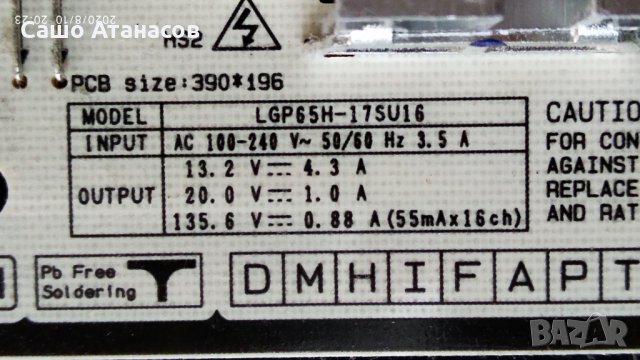 2020/8/10 20:23
Сашо Атанасов
HS2
PCB size:390*196
MODEL LGP65H-17SU16
INPUT AC 100-240 V~ 50/60 Hz 3.5 A
OUTPUT
13.2 V 4.3 A
20.0 V 1.0 A
135.6 V 0.88 A (55mAx16ch)
CAUTIO
FOR CON
AGAINST
REPLACE
AND RAT
Pb Free
Soldering
D M H I F A P T
BAZAR